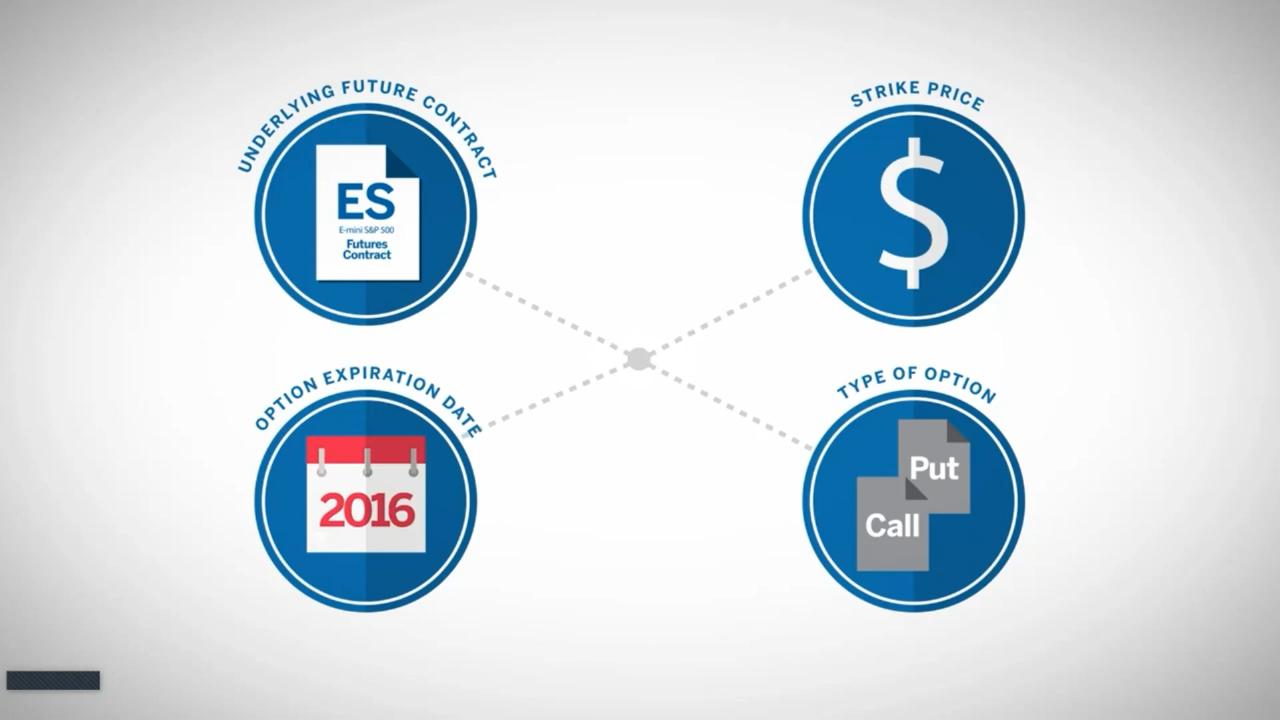 UNDERLYING FUTURE CONTRACT
ES
E-mini S&P 500
Futures
Contract
STRIKE PRICE
$
OPTION EXPIRATION DATE
2016
TYPE OF OPTION
Put
Call